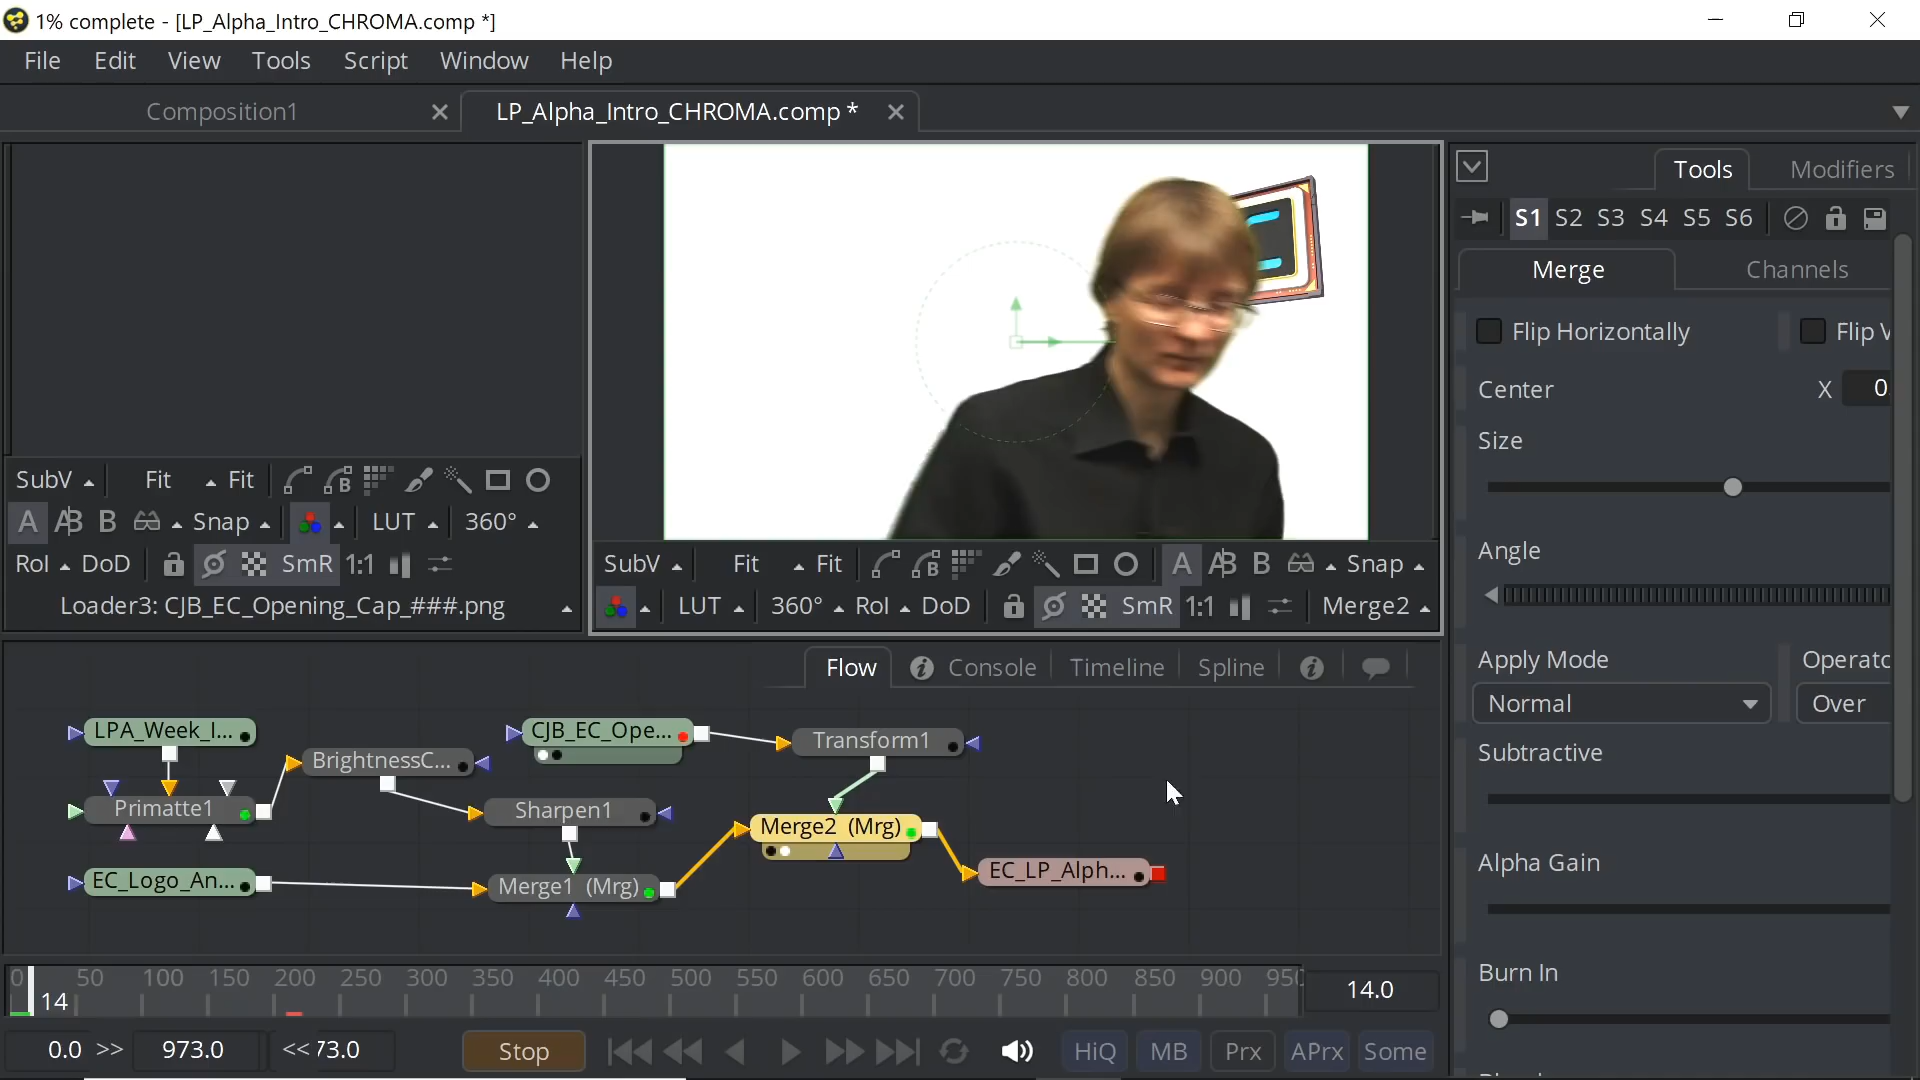 1% complete - [LP_Alpha_Intro_CHROMA.comp *]
File Edit View Tools Script Window Help
Composition1 LP_Alpha_Intro_CHROMA.comp *
Tools Modifiers
S1 S2 S3 S4 S5 S6
Merge Channels
Flip Horizontally Flip V
Center X 0
Size
Angle
Apply Mode Operato
Normal Over
Subtractive
Alpha Gain
Burn In
SubV Fit Fit
A AB B Snap LUT 360°
RoI DoD SmR 1:1
Loader3: CJB_EC_Opening_Cap_###.png
SubV Fit Fit A AB B Snap
LUT 360° RoI DoD SmR 1:1 Merge2
Flow Console Timeline Spline
LPA_Week_I... CJB_EC_Ope... Transform1
BrightnessC...
Primatte1 Sharpen1 Merge2 (Mrg)
EC_Logo_An... Merge1 (Mrg) EC_LP_Alph...
0 50 100 150 200 250 300 350 400 450 500 550 600 650 700 750 800 850 900 950
14 14.0
0.0 >> 973.0 << 73.0 Stop HiQ MB Prx APrx Some